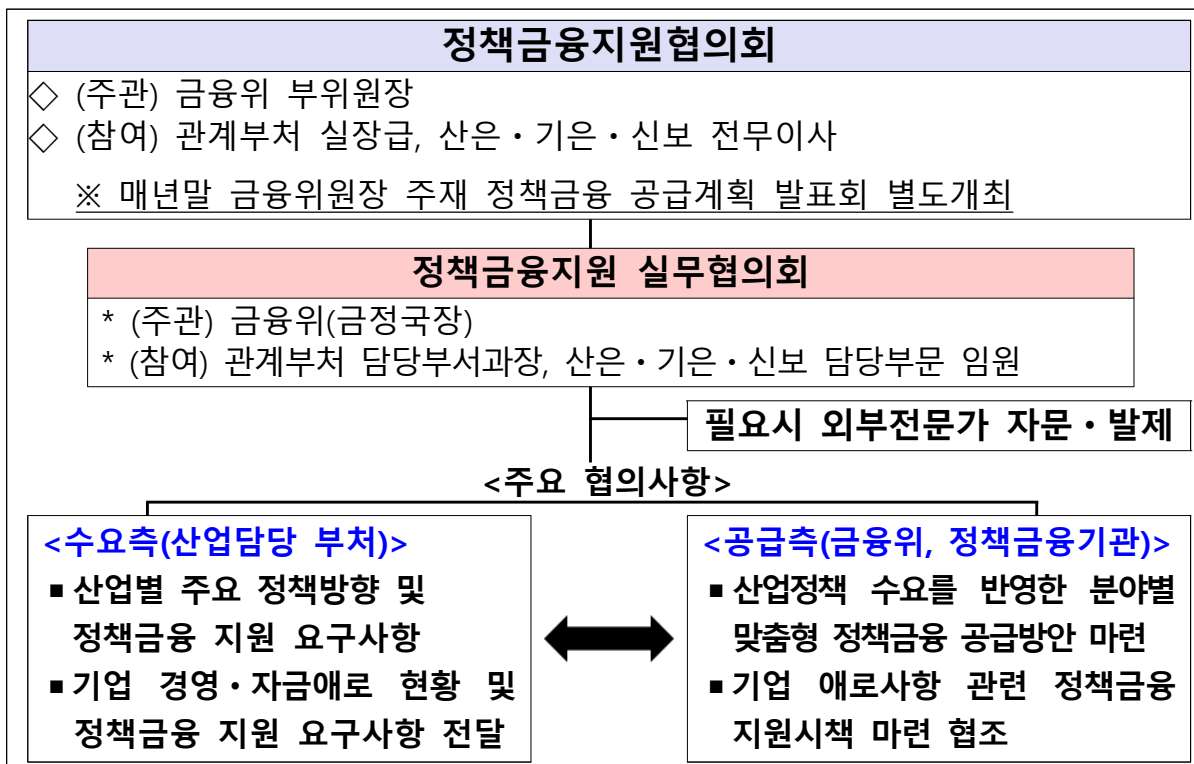 정책금융지원협의회
◇ (주관) 금융위 부위원장
◇ (참여) 관계부처 실장급, 산은・기은・신보 전무이사
※ 매년말 금융위원장 주재 정책금융 공급계획 발표회 별도개최
정책금융지원 실무협의회
* (주관) 금융위(금정국장)
* (참여) 관계부처 담당부서과장, 산은・기은・신보 담당부문 임원
필요시 외부전문가 자문・발제
<주요 협의사항>
<수요측(산업담당 부처)>
▪ 산업별 주요 정책방향 및
정책금융 지원 요구사항
▪ 기업 경영・자금애로 현황 및
정책금융 지원 요구사항 전달
<공급측(금융위, 정책금융기관)>
▪ 산업정책 수요를 반영한 분야별
맞춤형 정책금융 공급방안 마련
▪ 기업 애로사항 관련 정책금융
지원시책 마련 협조